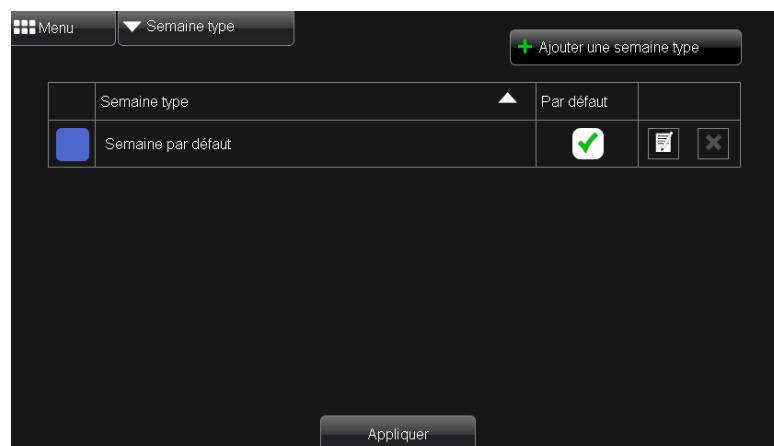 Menu
Semaine type
Ajouter une semaine type
Semaine type
Par défaut
Semaine par défaut
Appliquer